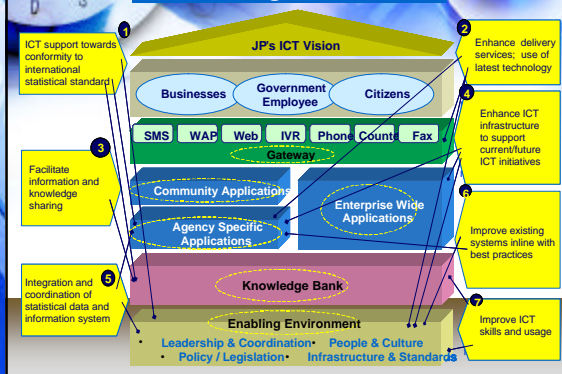 JP's ICT Vision
1
ICT support towards
conformity to
international
statistical standard
2
Enhance delivery
services; use of
latest technology
Businesses
Government
Employee
Citizens
4
Enhance ICT
infrastructure
to support
current/future
ICT initiatives
SMS
WAP
Web
IVR
Phone
Counte
Fax
Gateway
3
Facilitate
information and
knowledge
sharing
Community Applications
Enterprise Wide
Applications
Agency Specific
Applications
6
Improve existing
systems inline with
best practices
5
Integration and
coordination of
statistical data and
information system
Knowledge Bank
7
Improve ICT
skills and usage
Enabling Environment
• Leadership & Coordination • People & Culture
• Policy / Legislation • Infrastructure & Standards